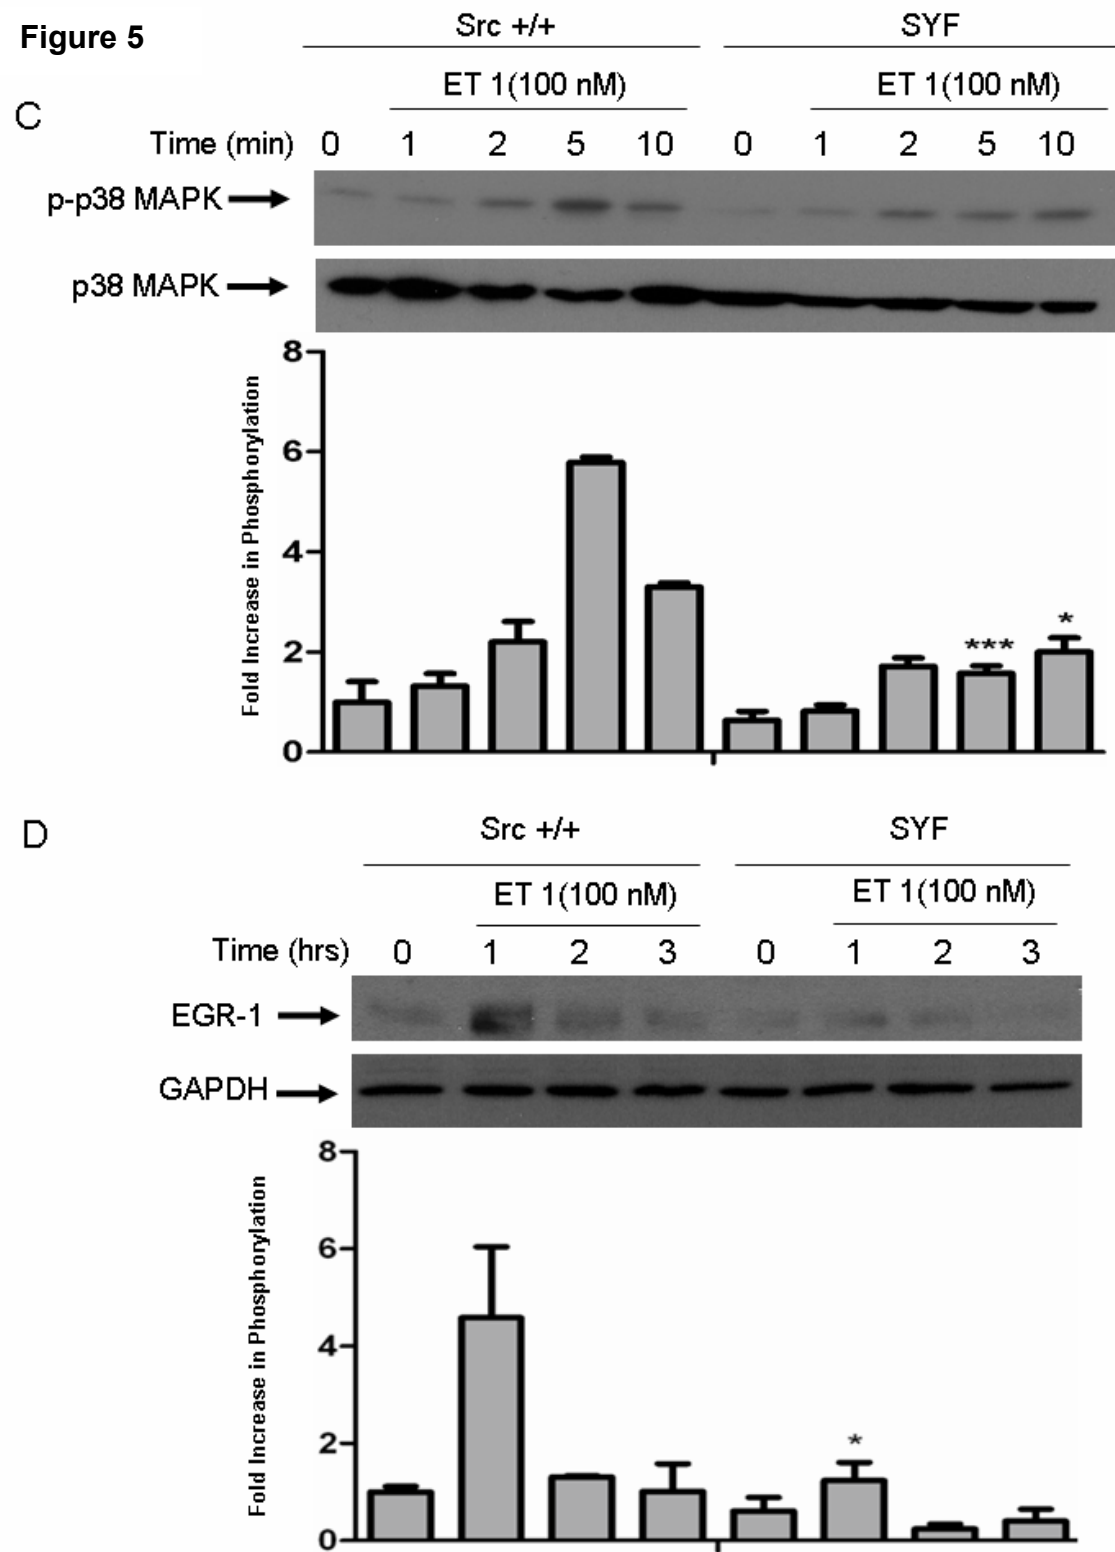 Figure 5
Src +/+ SYF
ET 1(100 nM) ET 1(100 nM)
C
Time (min) 0 1 2 5 10 0 1 2 5 10
p-p38 MAPK
p38 MAPK
8
6
4
2
0
Fold Increase in Phosphorylation
*** *
D
Src +/+ SYF
ET 1(100 nM) ET 1(100 nM)
Time (hrs) 0 1 2 3 0 1 2 3
EGR-1
GAPDH
8
6
4
2
0
Fold Increase in Phosphorylation
*